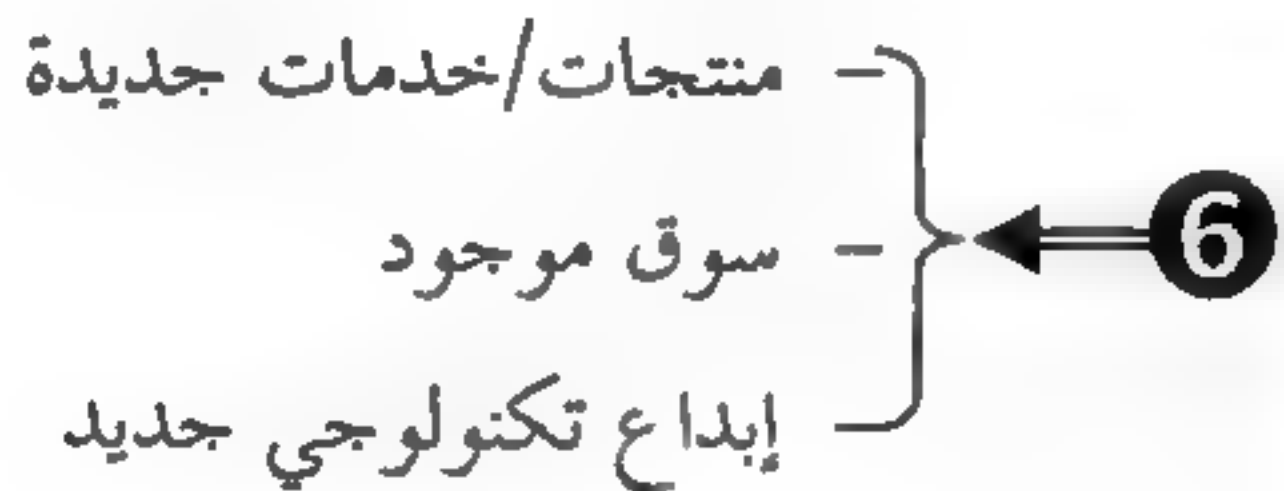 - منتجات/خدمات جديدة
- سوق موجود
6
- إبداع تكنولوجي جديد